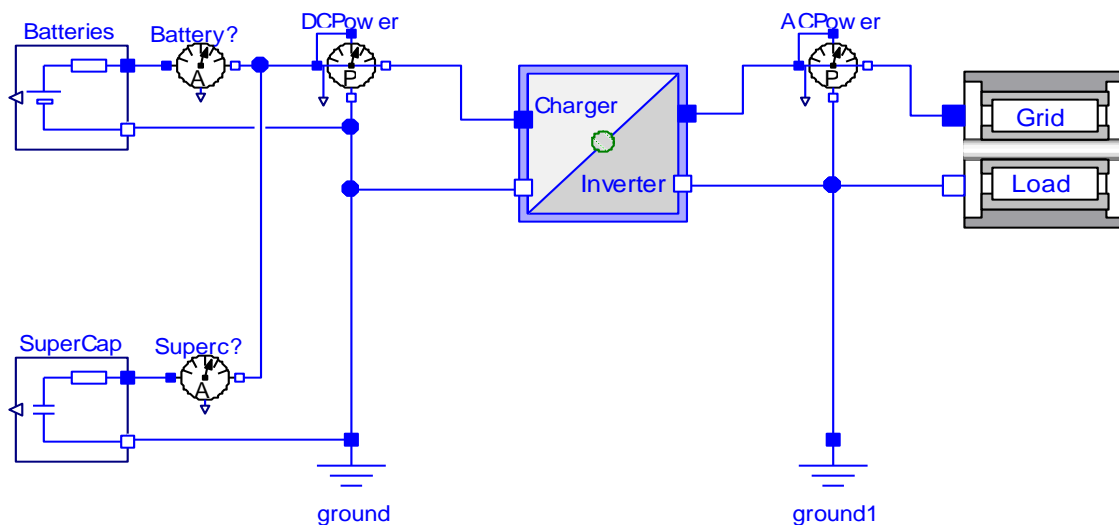 Batteries
Battery?
DCPower
ACPower
A
P
P
Charger
Inverter
Grid
Load
SuperCap
Superc?
A
ground
ground1